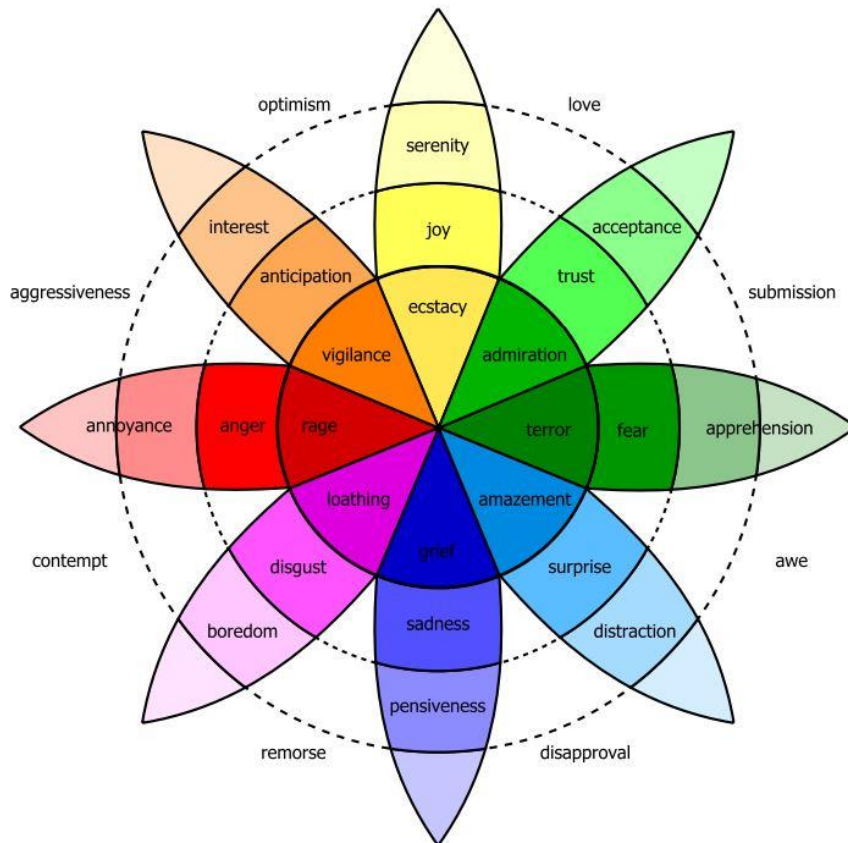 optimism
love
serenity
interest
acceptance
joy
anticipation
trust
aggressiveness
submission
ecstacy
vigilance
admiration
annoyance
anger
rage
terror
fear
apprehension
loathing
amazement
grief
contempt
disgust
surprise
awe
sadness
boredom
distraction
pensiveness
remorse
disapproval